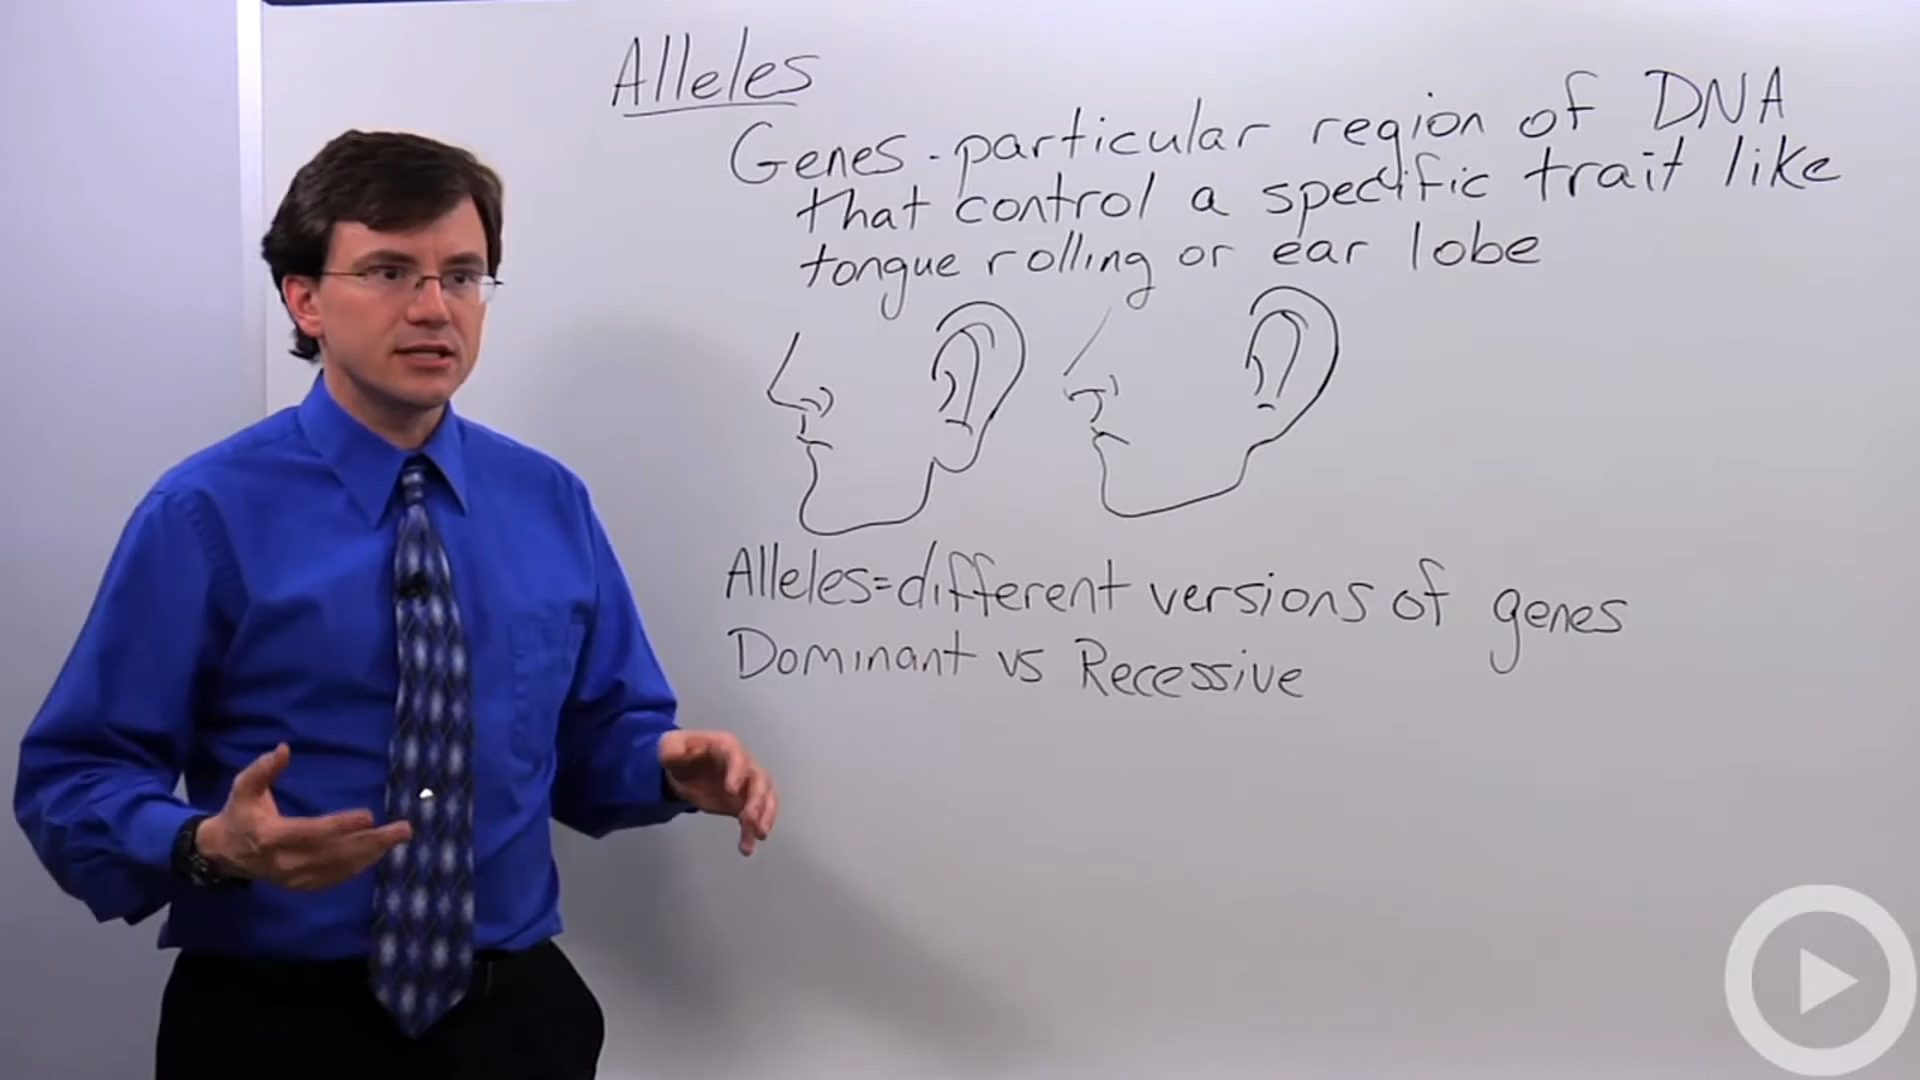 Alleles
Genes - particular region of DNA
that control a specific trait like
tongue rolling or ear lobe
Alleles = different versions of genes
Dominant vs Recessive